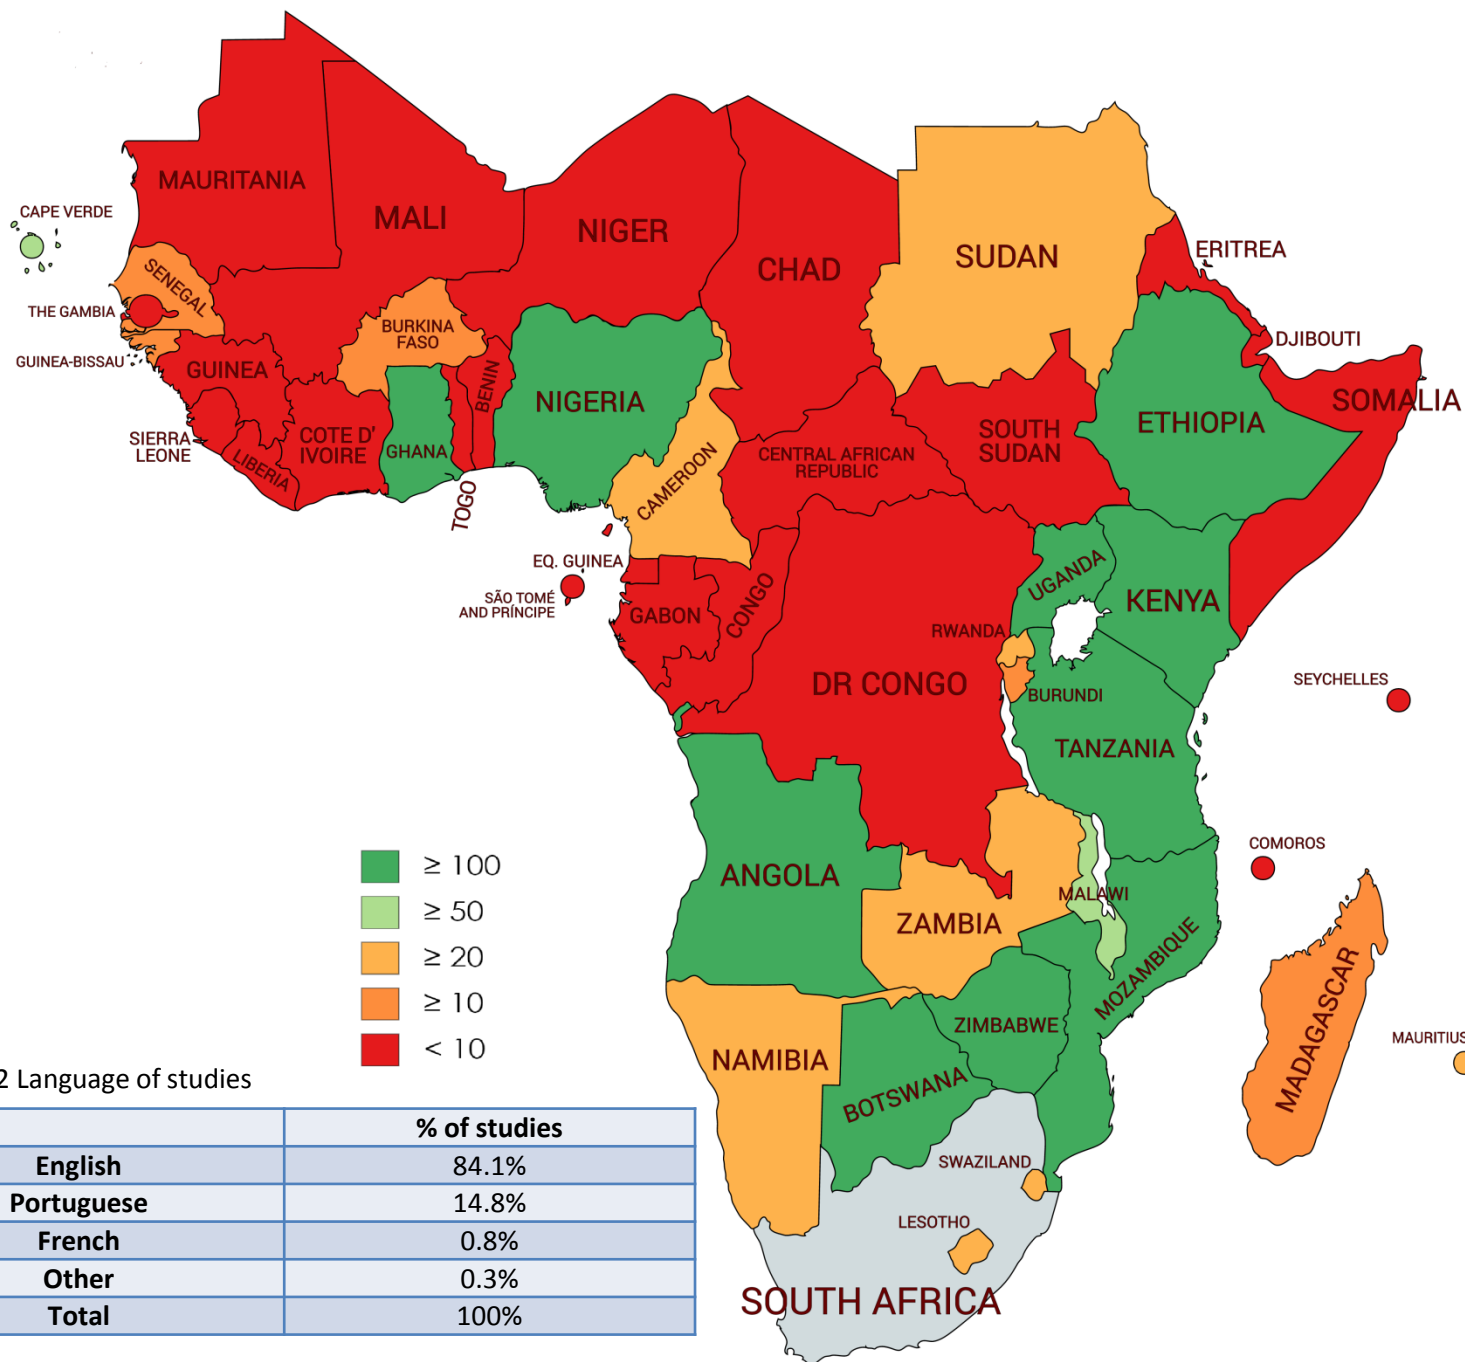 MAURITANIA
MALI
NIGER
CHAD
SUDAN
ERITREA
CAPE VERDE
SENEGAL
THE GAMBIA
GUINEA-BISSAU
GUINEA
SIERRA
LEONE
LIBERIA
COTE D'
IVOIRE
BURKINA
FASO
GHANA
TOGO
BENIN
NIGERIA
CAMEROON
CENTRAL AFRICAN
REPUBLIC
SOUTH
SUDAN
ETHIOPIA
DJIBOUTI
SOMALIA
EQ. GUINEA
SÃO TOMÉ
AND PRÍNCIPE
GABON
CONGO
DR CONGO
UGANDA
KENYA
RWANDA
BURUNDI
TANZANIA
SEYCHELLES
COMOROS
ANGOLA
ZAMBIA
MALAWI
MOZAMBIQUE
ZIMBABWE
NAMIBIA
BOTSWANA
MADAGASCAR
MAURITIUS
SWAZILAND
LESOTHO
SOUTH AFRICA
≥ 100
≥ 50
≥ 20
≥ 10
< 10
2 Language of studies
% of studies
English 84.1%
Portuguese 14.8%
French 0.8%
Other 0.3%
Total 100%